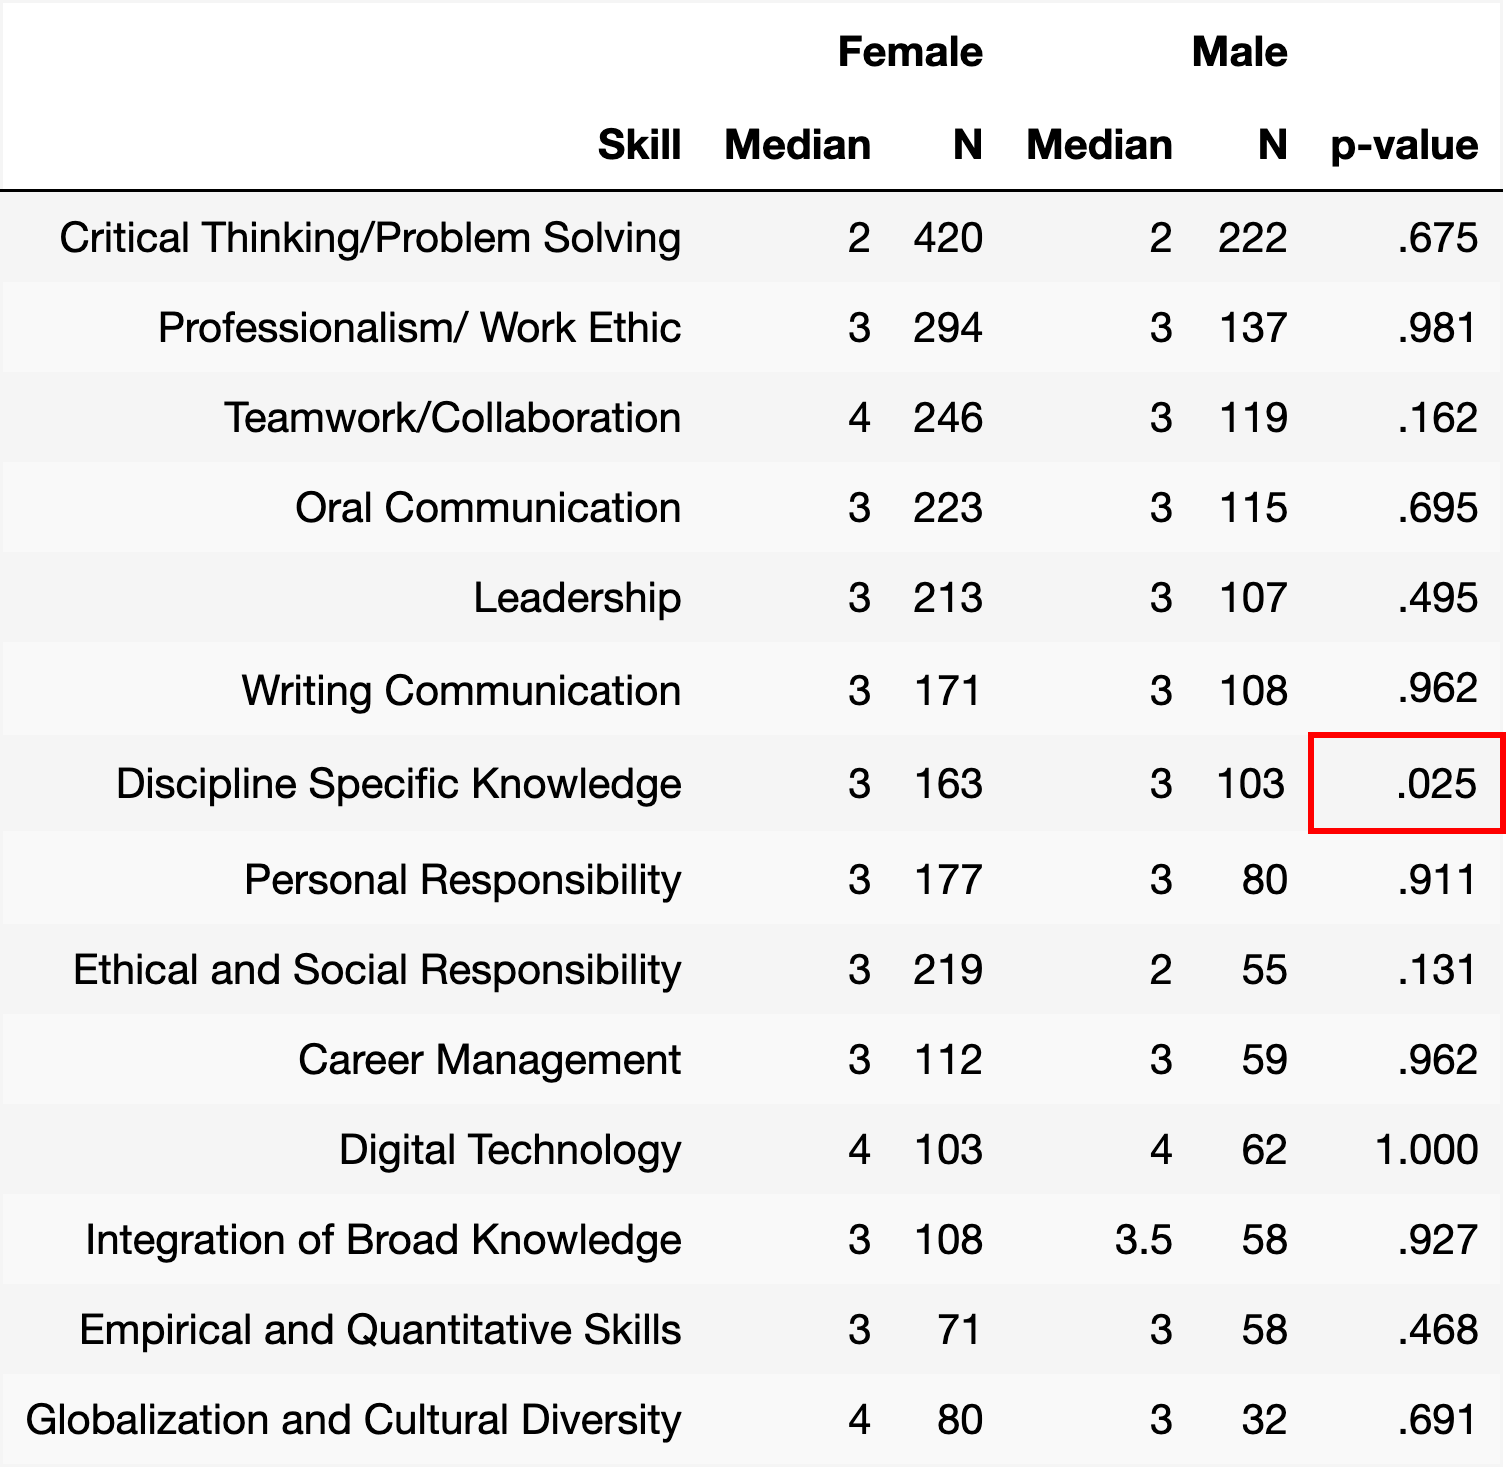 Female Male
Skill Median N Median N p-value
Critical Thinking/Problem Solving 2 420 2 222 .675
Professionalism/ Work Ethic 3 294 3 137 .981
Teamwork/Collaboration 4 246 3 119 .162
Oral Communication 3 223 3 115 .695
Leadership 3 213 3 107 .495
Writing Communication 3 171 3 108 .962
Discipline Specific Knowledge 3 163 3 103 .025
Personal Responsibility 3 177 3 80 .911
Ethical and Social Responsibility 3 219 2 55 .131
Career Management 3 112 3 59 .962
Digital Technology 4 103 4 62 1.000
Integration of Broad Knowledge 3 108 3.5 58 .927
Empirical and Quantitative Skills 3 71 3 58 .468
Globalization and Cultural Diversity 4 80 3 32 .691